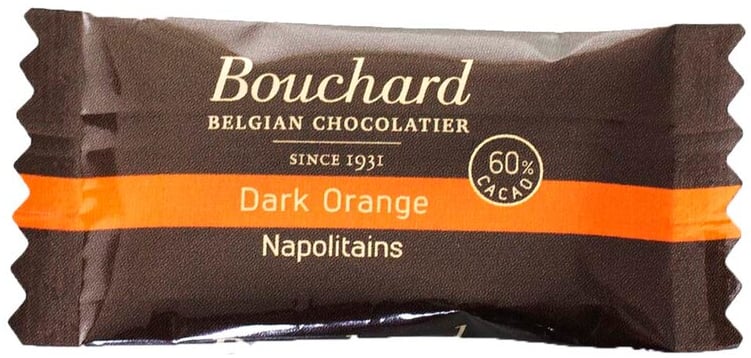 Bouchard
BELGIAN CHOCOLATIER
SINCE 1931
60%
CACAO
Dark Orange
Napolitains